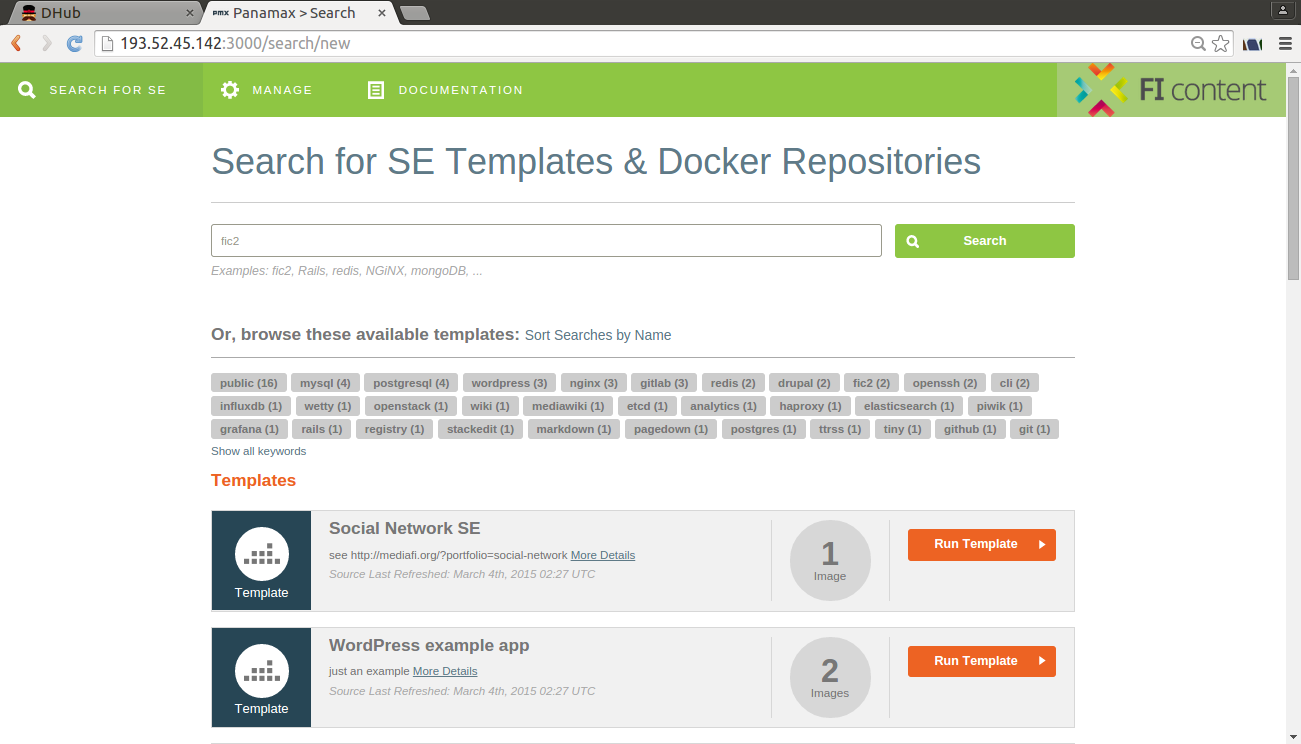 DHub
PMX Panamax > Search
193.52.45.142:3000/search/new
SEARCH FOR SE MANAGE DOCUMENTATION FI content
Search for SE Templates & Docker Repositories
fic2 Search
Examples: fic2, Rails, redis, NGiNX, mongoDB, ...
Or, browse these available templates: Sort Searches by Name
public (16) mysql (4) postgresql (4) wordpress (3) nginx (3) gitlab (3) redis (2) drupal (2) fic2 (2) openssh (2) cli (2)
influxdb (1) wetty (1) openstack (1) wiki (1) mediawiki (1) etcd (1) analytics (1) haproxy (1) elasticsearch (1) piwik (1)
grafana (1) rails (1) registry (1) stackedit (1) markdown (1) pagedown (1) postgres (1) ttrss (1) tiny (1) github (1) git (1)
Show all keywords
Templates
Template
Social Network SE
see http://mediafi.org/?portfolio=social-network More Details
Source Last Refreshed: March 4th, 2015 02:27 UTC
1
Image
Run Template
Template
WordPress example app
just an example More Details
Source Last Refreshed: March 4th, 2015 02:27 UTC
2
Images
Run Template